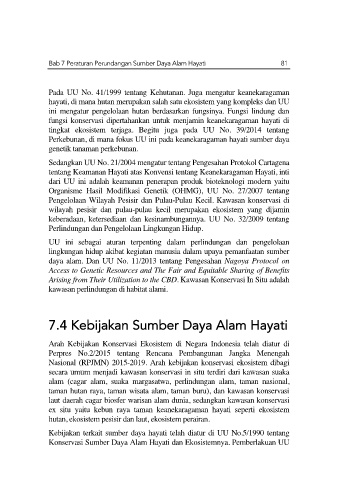 Bab 7 Peraturan Perundangan Sumber Daya Alam Hayati 81
Pada UU No. 41/1999 tentang Kehutanan. Juga mengatur keanekaragaman
hayati, di mana hutan merupakan salah satu ekosistem yang kompleks dan UU
ini mengatur pengelolaan hutan berdasarkan fungsinya. Fungsi lindung dan
fungsi konservasi dipertahankan untuk menjamin keanekaragaman hayati di
tingkat ekosistem terjaga. Begitu juga pada UU No. 39/2014 tentang
Perkebunan, di mana fokus UU ini pada keanekaragaman hayati sumber daya
genetik tanaman perkebunan.
Sedangkan UU No. 21/2004 mengatur tentang Pengesahan Protokol Cartagena
tentang Keamanan Hayati atas Konvensi tentang Keanekaragaman Hayati, inti
dari UU ini adalah keamanan penerapan produk bioteknologi modern yaitu
Organisme Hasil Modifikasi Genetik (OHMG), UU No. 27/2007 tentang
Pengelolaan Wilayah Pesisir dan Pulau-Pulau Kecil. Kawasan konservasi di
wilayah pesisir dan pulau-pulau kecil merupakan ekosistem yang dijamin
keberadaan, ketersediaan dan kesinambungannya. UU No. 32/2009 tentang
Perlindungan dan Pengelolaan Lingkungan Hidup.
UU ini sebagai aturan terpenting dalam perlindungan dan pengelolaan
lingkungan hidup akibat kegiatan manusia dalam upaya pemanfaatan sumber
daya alam. Dan UU No. 11/2013 tentang Pengesahan Nagoya Protocol on
Access to Genetic Resources and The Fair and Equitable Sharing of Benefits
Arising from Their Utilization to the CBD. Kawasan Konservasi In Situ adalah
kawasan perlindungan di habitat alami.
7.4 Kebijakan Sumber Daya Alam Hayati
Arah Kebijakan Konservasi Ekosistem di Negara Indonesia telah diatur di
Perpres No.2/2015 tentang Rencana Pembangunan Jangka Menengah
Nasional (RPJMN) 2015-2019. Arah kebijakan konservasi ekosistem dibagi
secara umum menjadi kawasan konservasi in situ terdiri dari kawasan suaka
alam (cagar alam, suaka margasatwa, perlindungan alam, taman nasional,
taman hutan raya, taman wisata alam, taman buru), dan kawasan konservasi
laut daerah cagar biosfer warisan alam dunia, sedangkan kawasan konservasi
ex situ yaitu kebun raya taman keanekaragaman hayati seperti ekosistem
hutan, ekosistem pesisir dan laut, ekosistem perairan.
Kebijakan terkait sumber daya hayati telah diatur di UU No.5/1990 tentang
Konservasi Sumber Daya Alam Hayati dan Ekosistemnya. Pemberlakuan UU